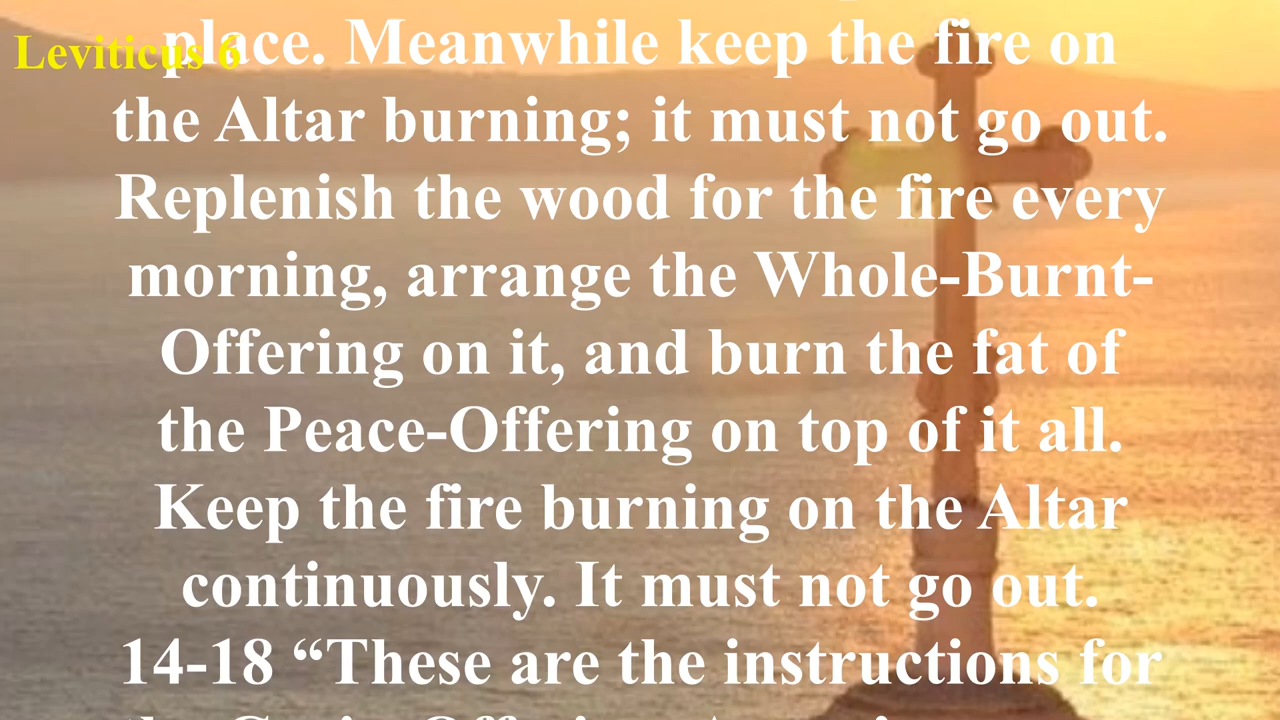 Leviticus 6
place. Meanwhile keep the fire on
the Altar burning; it must not go out.
Replenish the wood for the fire every
morning, arrange the Whole-Burnt-
Offering on it, and burn the fat of
the Peace-Offering on top of it all.
Keep the fire burning on the Altar
continuously. It must not go out.
14-18 “These are the instructions for